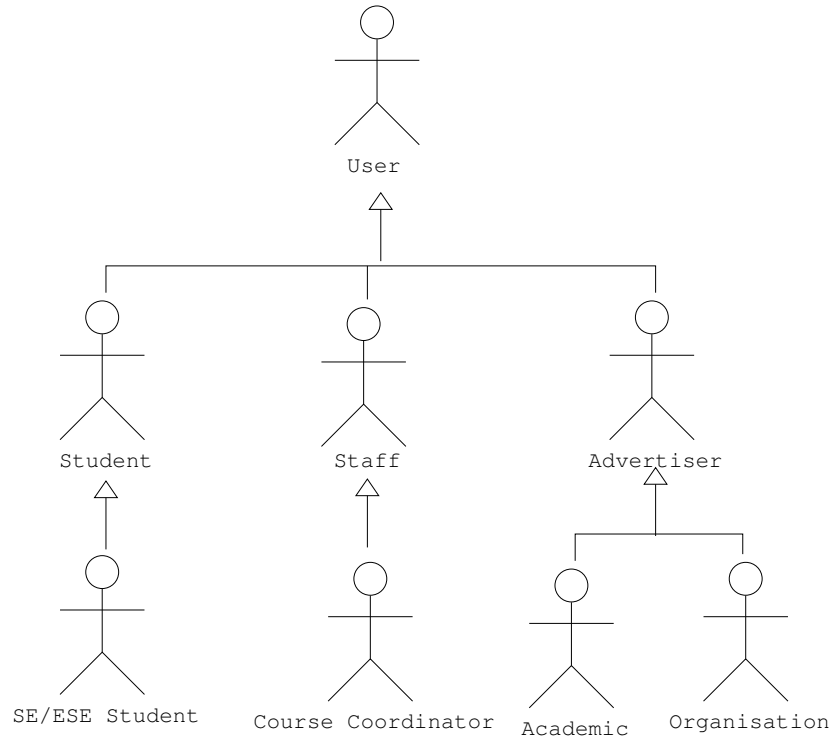 User
Student
Staff
Advertiser
SE/ESE Student
Course Coordinator
Academic
Organisation